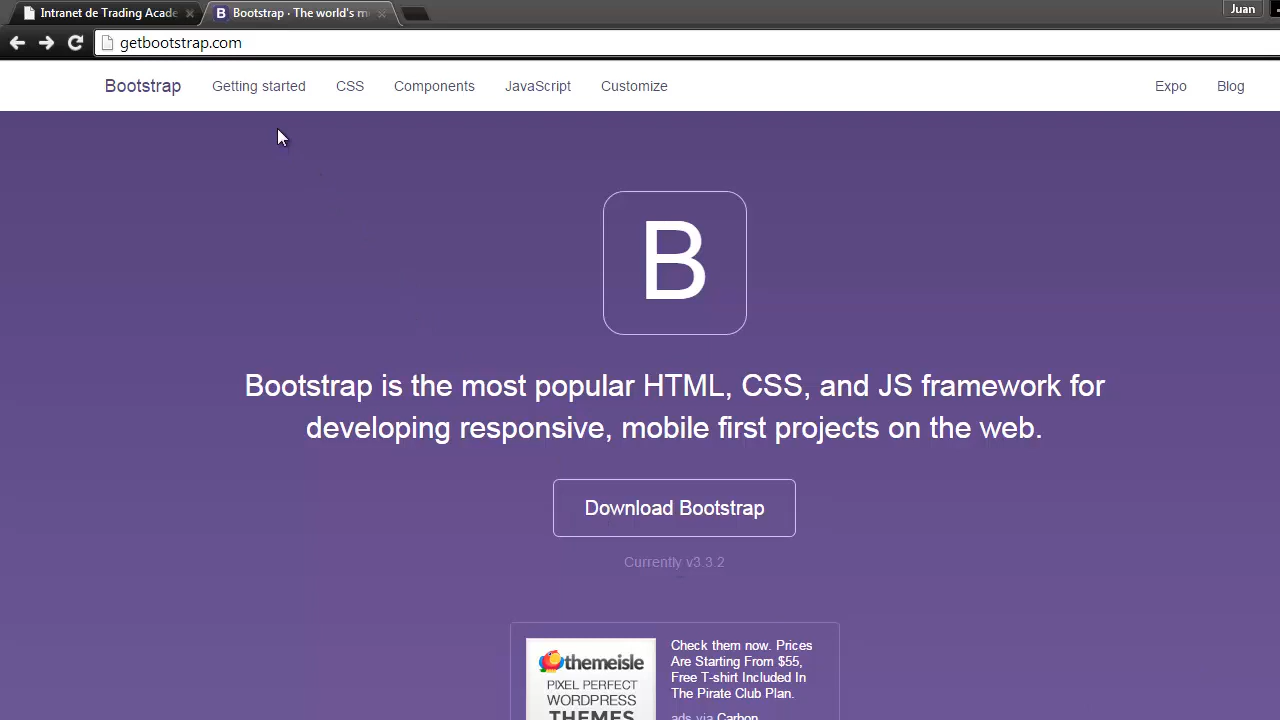 Intranet de Trading Acade
Bootstrap · The world's m
Juan
getbootstrap.com
Bootstrap
Getting started
CSS
Components
JavaScript
Customize
Expo
Blog
B
Bootstrap is the most popular HTML, CSS, and JS framework for
developing responsive, mobile first projects on the web.
Download Bootstrap
Currently v3.3.2
themeisle
PIXEL PERFECT
WORDPRESS
THEMES
Check them now. Prices
Are Starting From $55,
Free T-shirt Included In
The Pirate Club Plan.
ads via Carbon